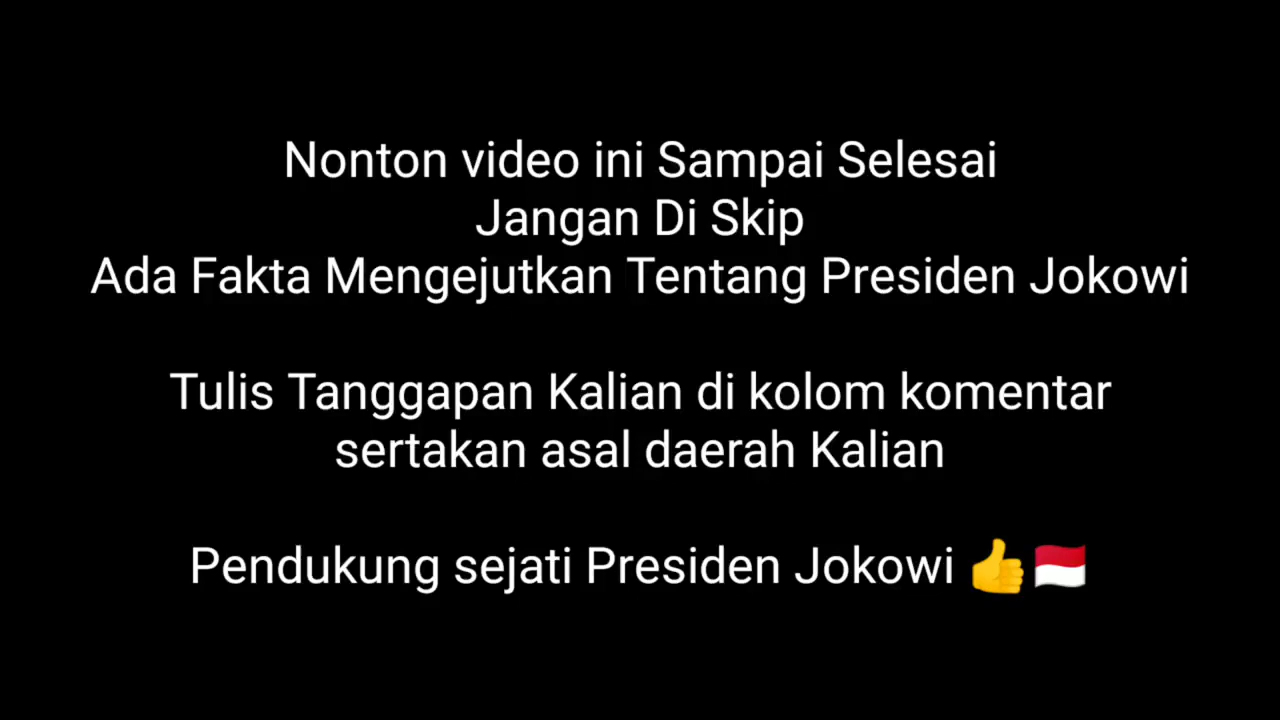 Nonton video ini Sampai Selesai
Jangan Di Skip
Ada Fakta Mengejutkan Tentang Presiden Jokowi
Tulis Tanggapan Kalian di kolom komentar
sertakan asal daerah Kalian
Pendukung sejati Presiden Jokowi 👍🇮🇩